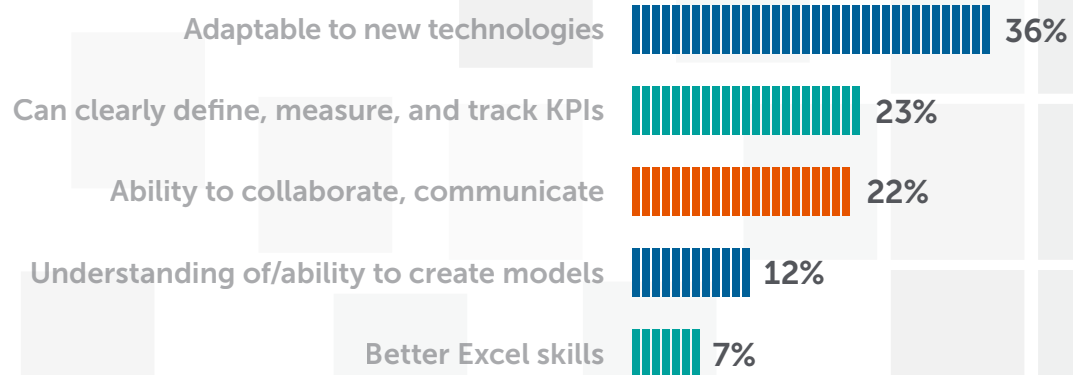 Adaptable to new technologies 36%
Can clearly define, measure, and track KPIs 23%
Ability to collaborate, communicate 22%
Understanding of/ability to create models 12%
Better Excel skills 7%